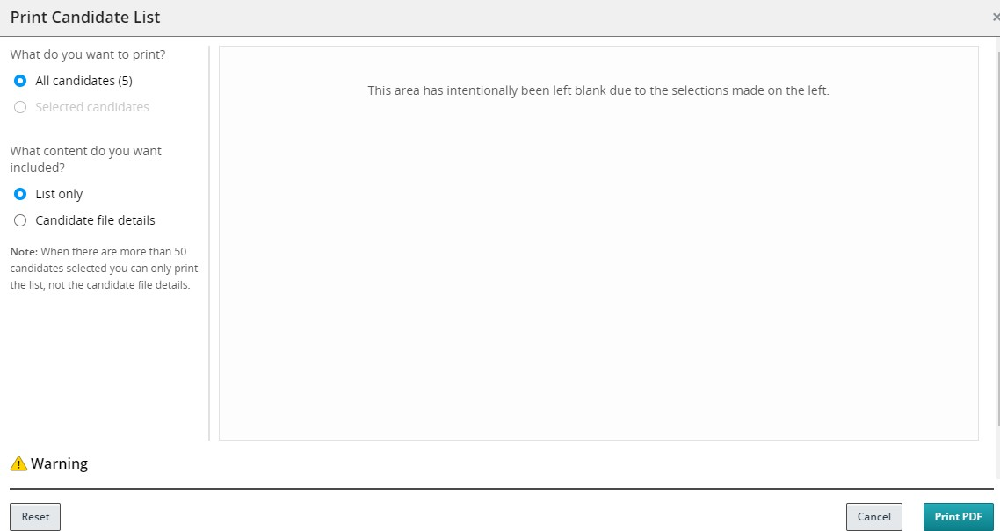 Print Candidate List
×
What do you want to print?
All candidates (5)
Selected candidates
What content do you want
included?
List only
Candidate file details
Note: When there are more than 50
candidates selected you can only print
the list, not the candidate file details.
This area has intentionally been left blank due to the selections made on the left.
Warning
Reset
Cancel
Print PDF